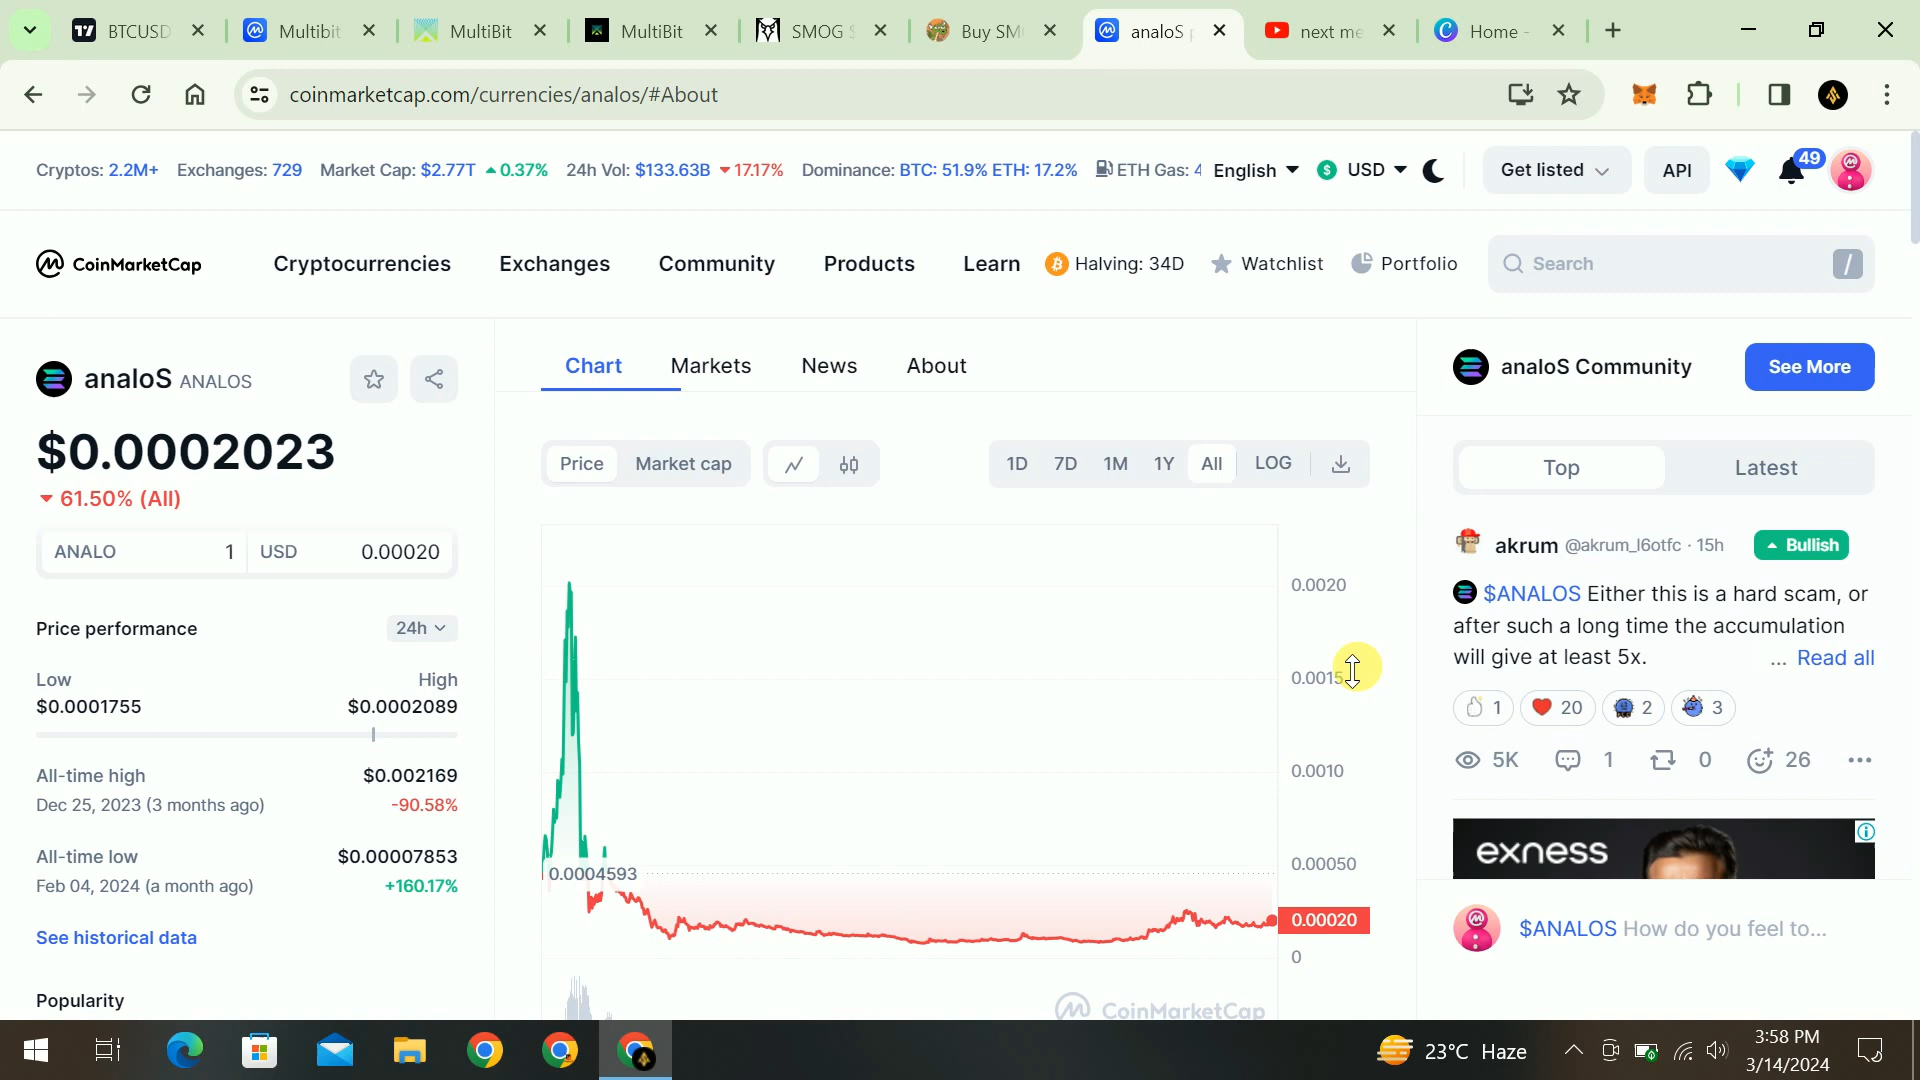 BTCUSD
Multibit
MultiBit
MultiBit
SMOG
Buy SM
analoS
next me
Home -
coinmarketcap.com/currencies/analos/#About
Cryptos: 2.2M+ Exchanges: 729 Market Cap: $2.77T 0.37% 24h Vol: $133.63B 17.17% Dominance: BTC: 51.9% ETH: 17.2% ETH Gas: 4 English USD Get listed API 49
CoinMarketCap Cryptocurrencies Exchanges Community Products Learn Halving: 34D Watchlist Portfolio Search /
analoS ANALOS
$0.0002023
61.50% (All)
ANALO 1 USD 0.00020
Price performance 24h
Low High
$0.0001755 $0.0002089
All-time high $0.002169
Dec 25, 2023 (3 months ago) -90.58%
All-time low $0.00007853
Feb 04, 2024 (a month ago) +160.17%
See historical data
Popularity
Chart Markets News About
Price Market cap 1D 7D 1M 1Y All LOG
0.0020
0.0015
0.0010
0.00050
0.0004593
0.00020
0
CoinMarketCap
analoS Community See More
Top Latest
akrum @akrum_l6otfc · 15h Bullish
$ANALOS Either this is a hard scam, or
after such a long time the accumulation
will give at least 5x. ... Read all
1 20 2 3
5K 1 0 26
exness
$ANALOS How do you feel to...
23°C Haze
3:58 PM
3/14/2024